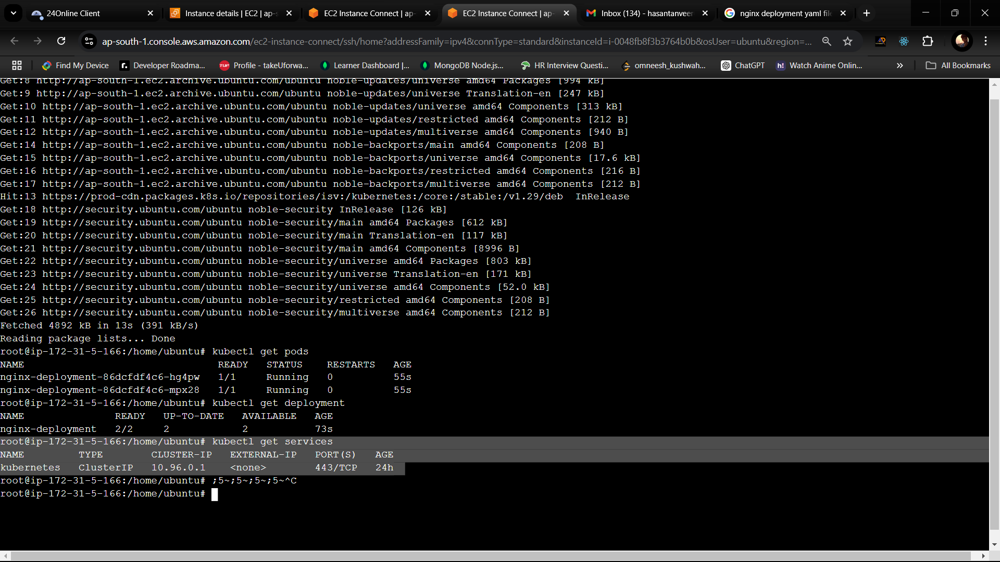 24Online Client
Instance details | EC2 | ap-s
EC2 Instance Connect | ap-
EC2 Instance Connect | ap-
Inbox (134) - hasantanveer
nginx deployment yaml file
ap-south-1.console.aws.amazon.com/ec2-instance-connect/ssh/home?addressFamily=ipv4&connType=standard&instanceId=i-0048fb8f3b3764b0b&osUser=ubuntu&region=...
Find My Device
Developer Roadma...
Profile - takeUforwa...
Learner Dashboard |...
MongoDB Node.js...
HR Interview Questi...
omneesh_kushwah...
ChatGPT
Watch Anime Onlin...
All Bookmarks
Get:8 http://ap-south-1.ec2.archive.ubuntu.com/ubuntu noble-updates/universe amd64 Packages [994 kB]
Get:9 http://ap-south-1.ec2.archive.ubuntu.com/ubuntu noble-updates/universe Translation-en [247 kB]
Get:10 http://ap-south-1.ec2.archive.ubuntu.com/ubuntu noble-updates/universe amd64 Components [313 kB]
Get:11 http://ap-south-1.ec2.archive.ubuntu.com/ubuntu noble-updates/restricted amd64 Components [212 B]
Get:12 http://ap-south-1.ec2.archive.ubuntu.com/ubuntu noble-updates/multiverse amd64 Components [940 B]
Get:14 http://ap-south-1.ec2.archive.ubuntu.com/ubuntu noble-backports/main amd64 Components [208 B]
Get:15 http://ap-south-1.ec2.archive.ubuntu.com/ubuntu noble-backports/universe amd64 Components [17.6 kB]
Get:16 http://ap-south-1.ec2.archive.ubuntu.com/ubuntu noble-backports/restricted amd64 Components [216 B]
Get:17 http://ap-south-1.ec2.archive.ubuntu.com/ubuntu noble-backports/multiverse amd64 Components [212 B]
Hit:13 https://prod-cdn.packages.k8s.io/repositories/isv:/kubernetes:/core:/stable:/v1.29/deb  InRelease
Get:18 http://security.ubuntu.com/ubuntu noble-security InRelease [126 kB]
Get:19 http://security.ubuntu.com/ubuntu noble-security/main amd64 Packages [612 kB]
Get:20 http://security.ubuntu.com/ubuntu noble-security/main Translation-en [117 kB]
Get:21 http://security.ubuntu.com/ubuntu noble-security/main amd64 Components [8996 B]
Get:22 http://security.ubuntu.com/ubuntu noble-security/universe amd64 Packages [803 kB]
Get:23 http://security.ubuntu.com/ubuntu noble-security/universe Translation-en [171 kB]
Get:24 http://security.ubuntu.com/ubuntu noble-security/universe amd64 Components [52.0 kB]
Get:25 http://security.ubuntu.com/ubuntu noble-security/restricted amd64 Components [208 B]
Get:26 http://security.ubuntu.com/ubuntu noble-security/multiverse amd64 Components [212 B]
Fetched 4892 kB in 13s (391 kB/s)
Reading package lists... Done
root@ip-172-31-5-166:/home/ubuntu# kubectl get pods
NAME                                READY   STATUS    RESTARTS   AGE
nginx-deployment-86dcfdf4c6-hg4pw   1/1     Running   0          55s
nginx-deployment-86dcfdf4c6-mpx28   1/1     Running   0          55s
root@ip-172-31-5-166:/home/ubuntu# kubectl get deployment
NAME               READY   UP-TO-DATE   AVAILABLE   AGE
nginx-deployment   2/2     2            2           73s
root@ip-172-31-5-166:/home/ubuntu# kubectl get services
NAME         TYPE        CLUSTER-IP   EXTERNAL-IP   PORT(S)   AGE
kubernetes   ClusterIP   10.96.0.1    <none>        443/TCP   24h
root@ip-172-31-5-166:/home/ubuntu# ;5~;5~;5~;5~^C
root@ip-172-31-5-166:/home/ubuntu#